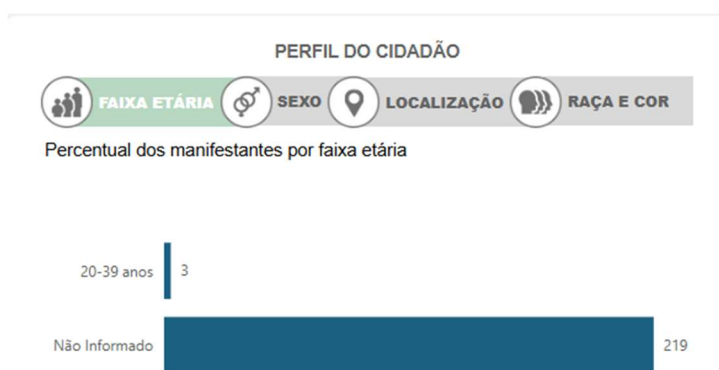 PERFIL DO CIDADÃO
FAIXA ETÁRIA SEXO LOCALIZAÇÃO RAÇA E COR
Percentual dos manifestantes por faixa etária
20-39 anos 3
Não Informado 219